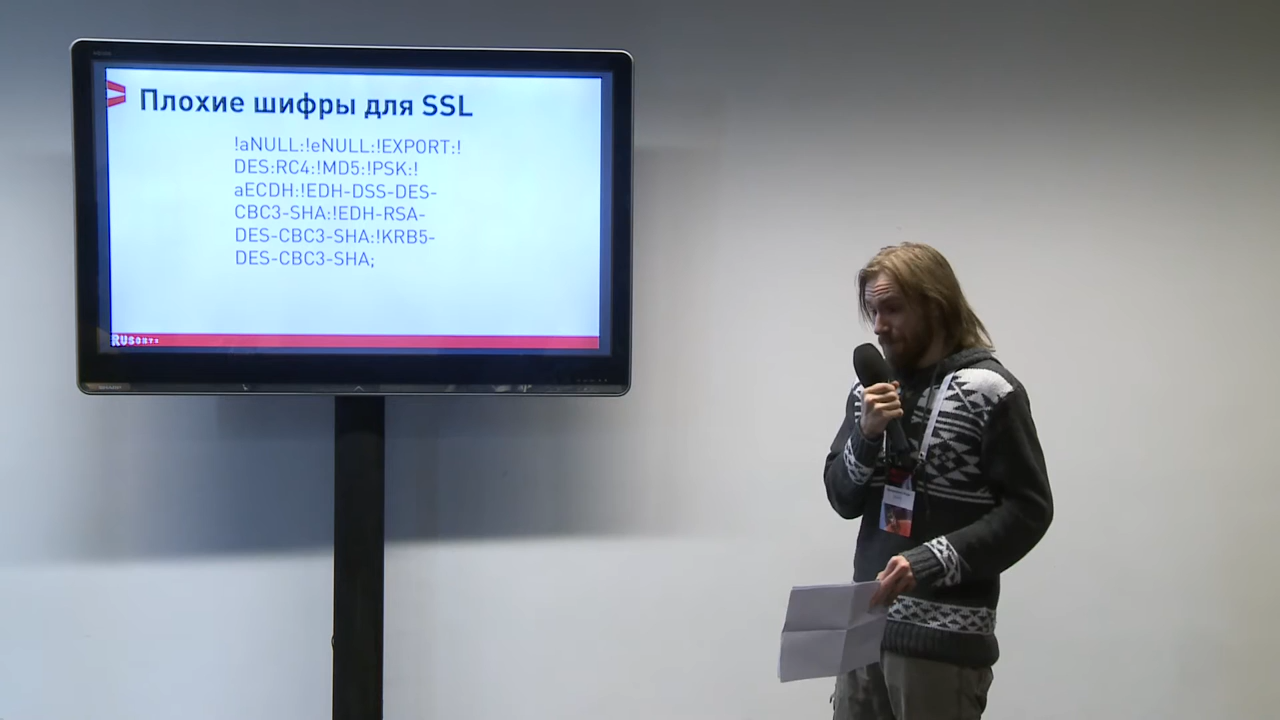 Плохие шифры для SSL
!aNULL:!eNULL:!EXPORT:!
DES:RC4:!MD5:!PSK:!
aECDH:!EDH-DSS-DES-
CBC3-SHA:!EDH-RSA-
DES-CBC3-SHA:!KRB5-
DES-CBC3-SHA;